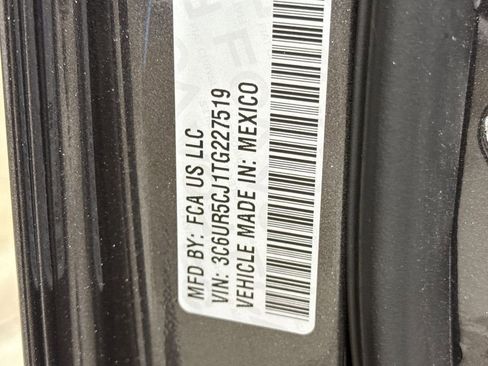 MFD BY: FCA US LLC
VIN: 3C6UR5CJ1TG227519
VEHICLE MADE IN: MEXICO